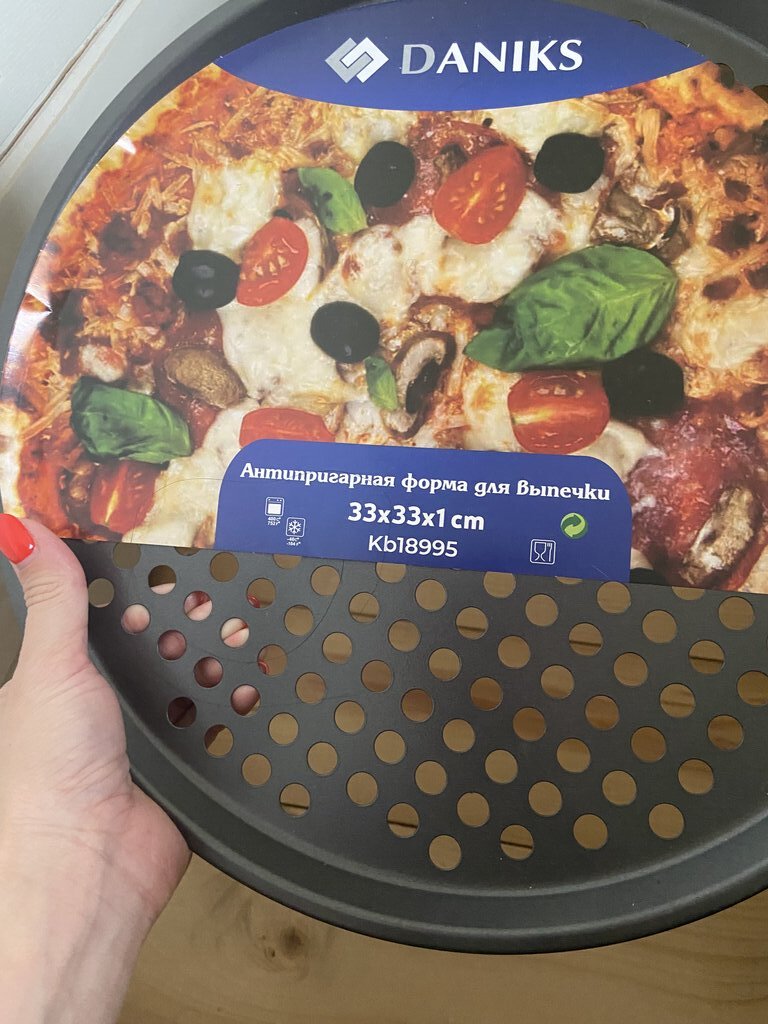 DANIKS
Антипригарная форма для выпечки
33x33x1 cm
Kb18995